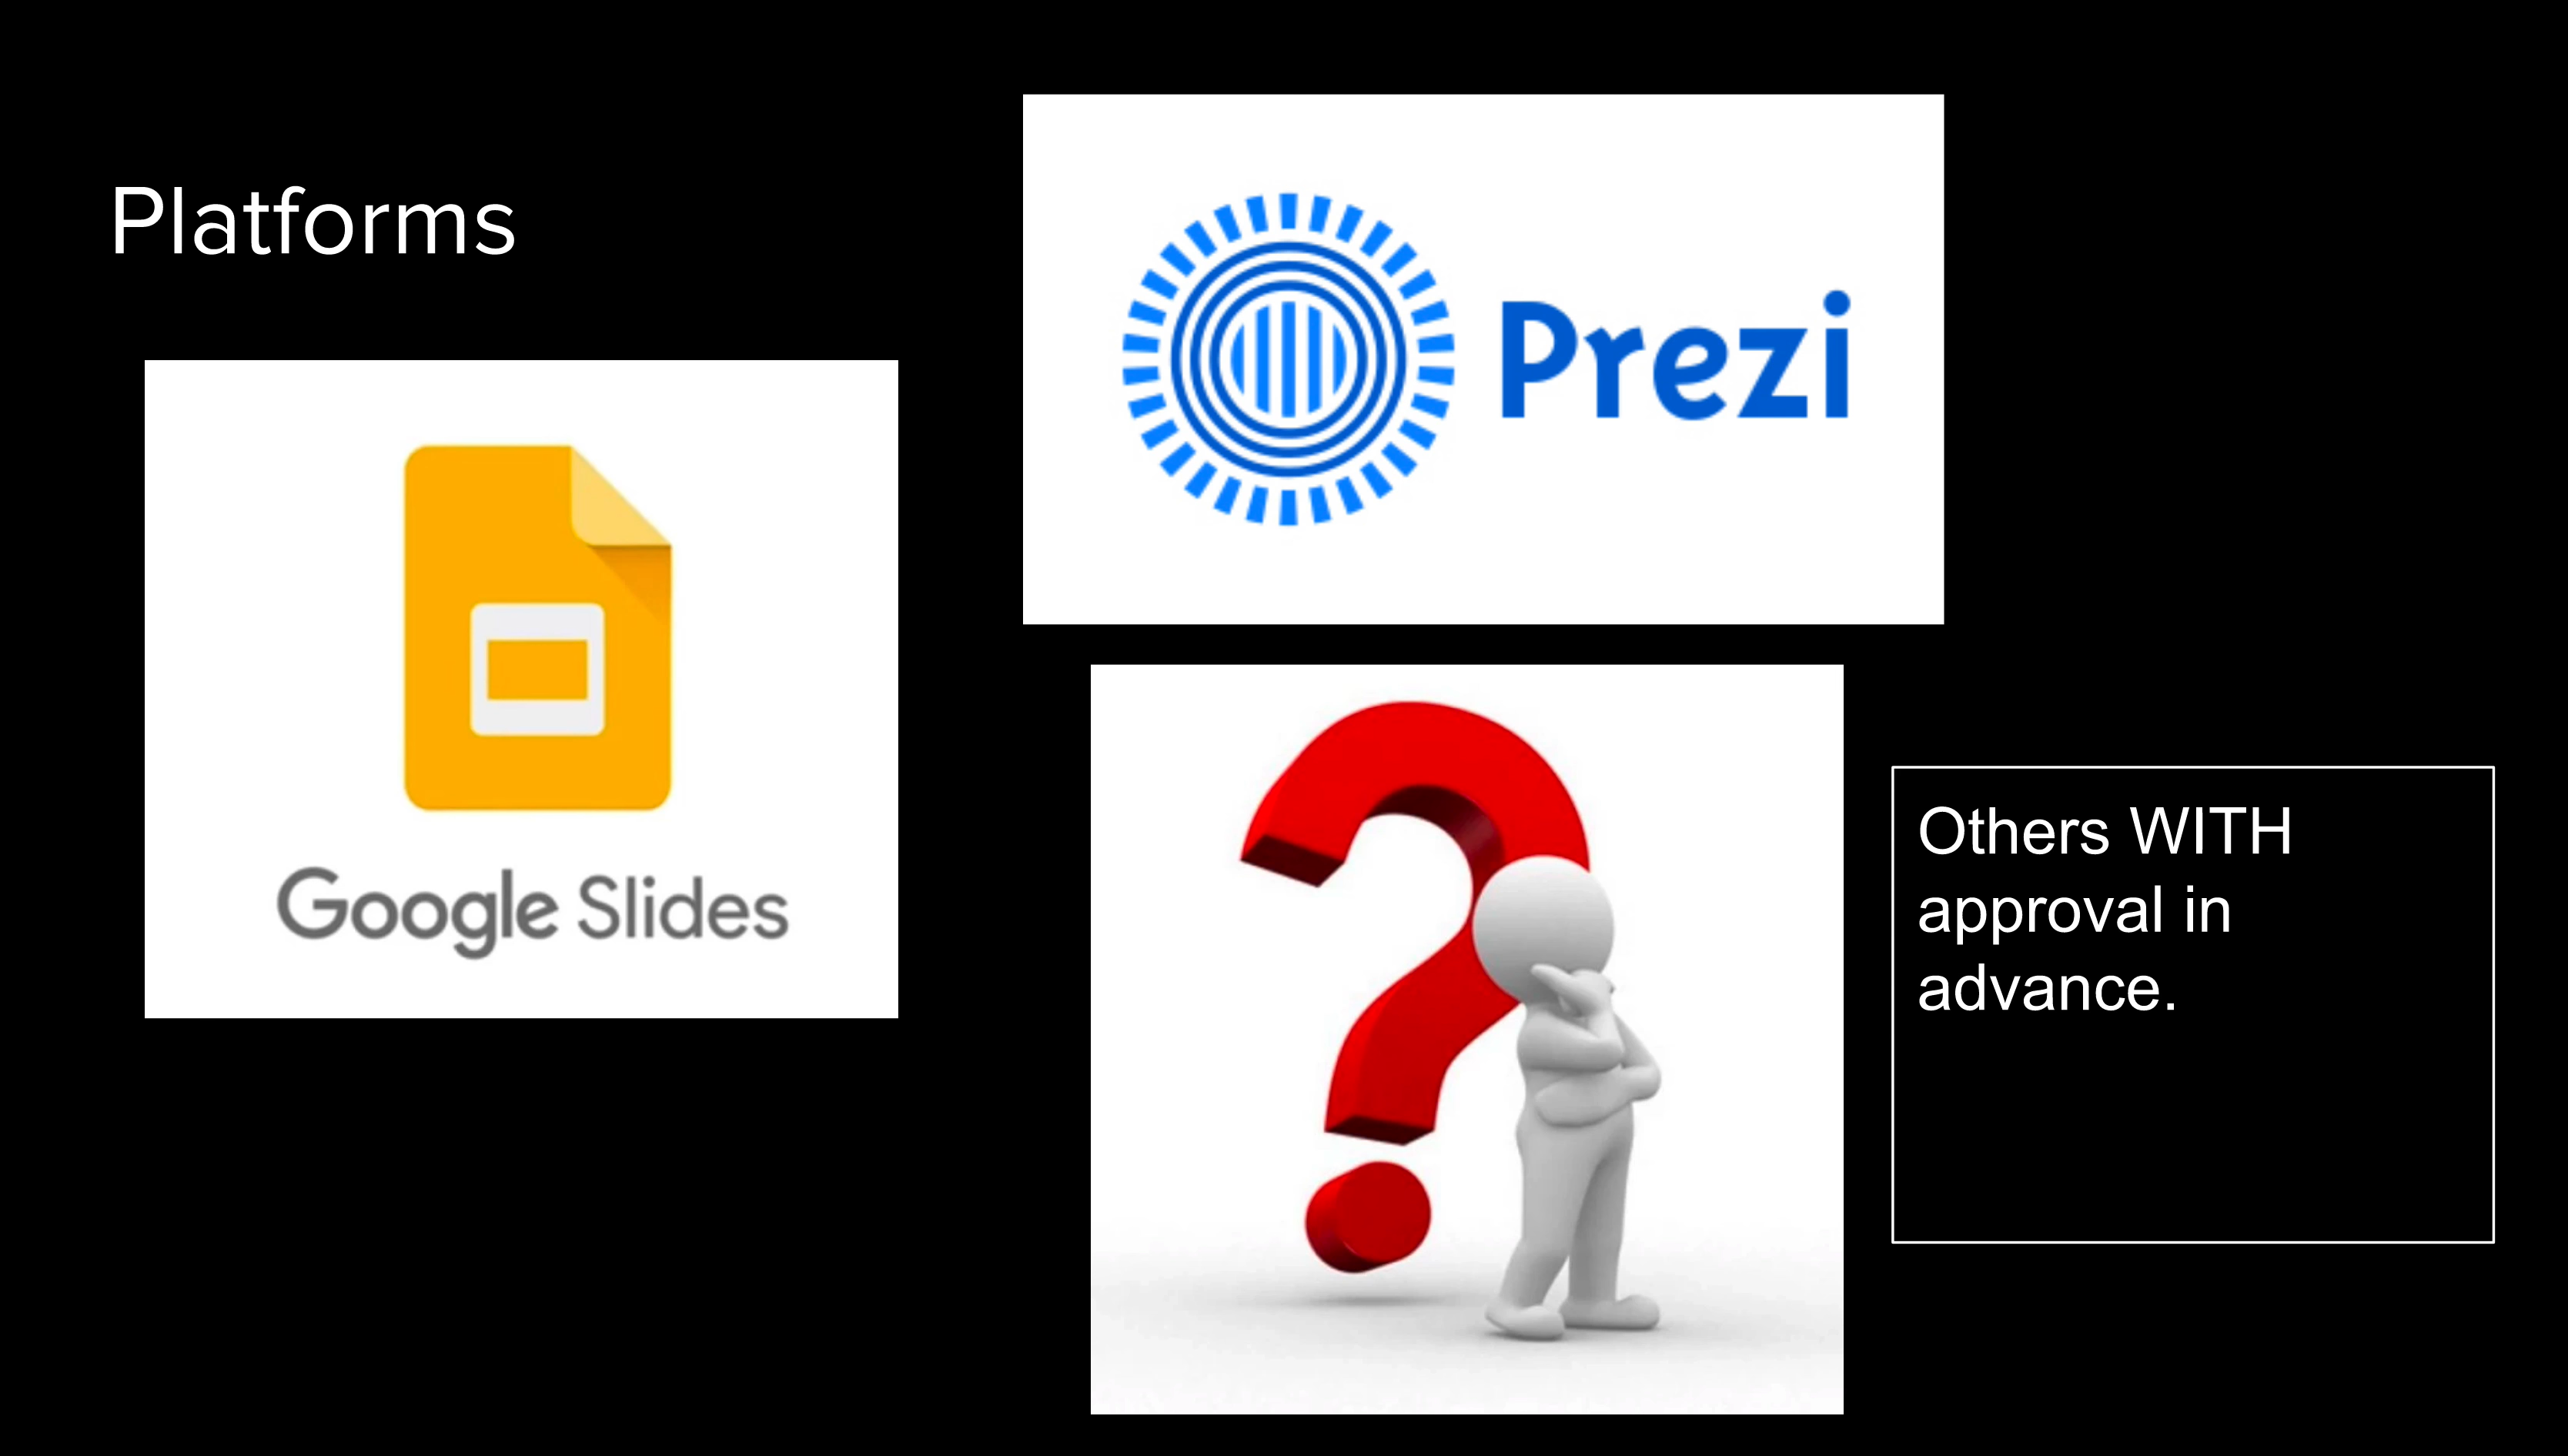 Platforms
Prezi
Google Slides
Others WITH
approval in
advance.